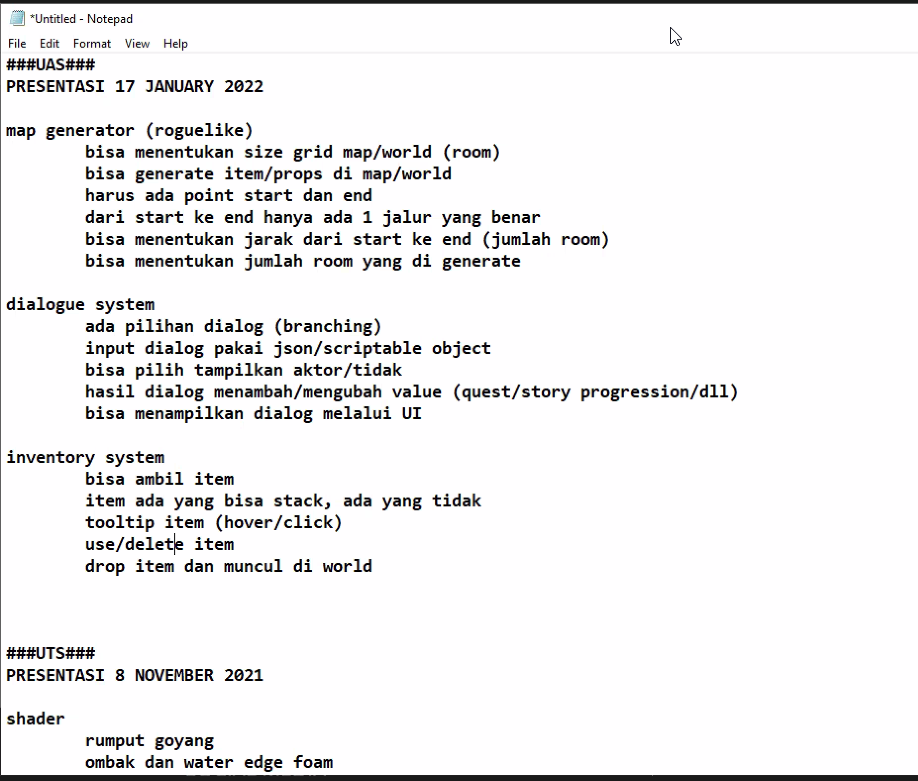 *Untitled - Notepad
File Edit Format View Help
###UAS###
PRESENTASI 17 JANUARY 2022
map generator (roguelike)
bisa menentukan size grid map/world (room)
bisa generate item/props di map/world
harus ada point start dan end
dari start ke end hanya ada 1 jalur yang benar
bisa menentukan jarak dari start ke end (jumlah room)
bisa menentukan jumlah room yang di generate
dialogue system
ada pilihan dialog (branching)
input dialog pakai json/scriptable object
bisa pilih tampilkan aktor/tidak
hasil dialog menambah/mengubah value (quest/story progression/dll)
bisa menampilkan dialog melalui UI
inventory system
bisa ambil item
item ada yang bisa stack, ada yang tidak
tooltip item (hover/click)
use/delete item
drop item dan muncul di world
###UTS###
PRESENTASI 8 NOVEMBER 2021
shader
rumput goyang
ombak dan water edge foam